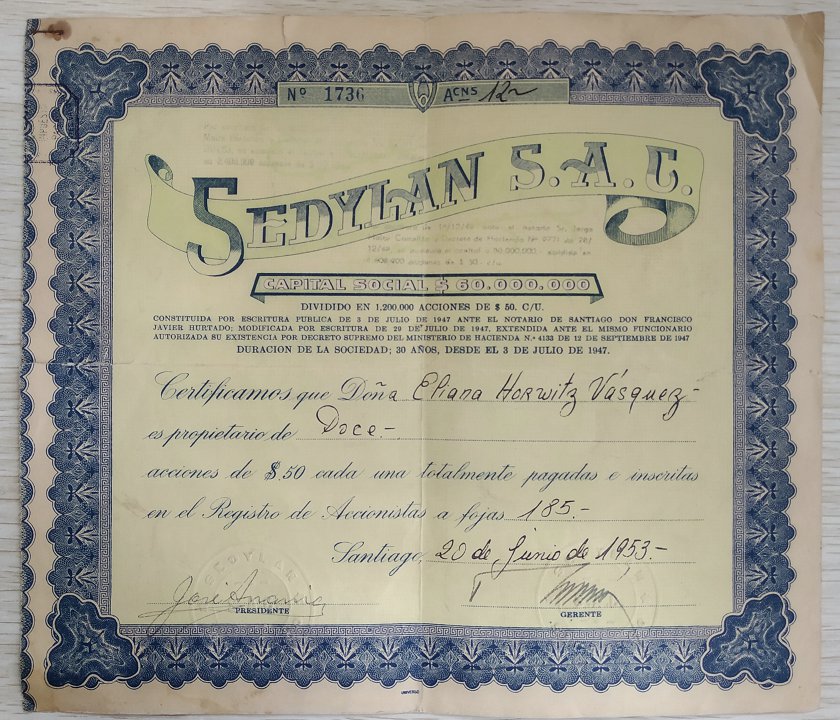 Nº 1736 ACNS 12
SEDYLAN S.A.C.
CAPITAL SOCIAL $ 60.000.000
DIVIDIDO EN 1.200.000 ACCIONES DE $ 50. C/U.
CONSTITUIDA POR ESCRITURA PUBLICA DE 3 DE JULIO DE 1947 ANTE EL NOTARIO DE SANTIAGO DON FRANCISCO
JAVIER HURTADO; MODIFICADA POR ESCRITURA DE 29 DE JULIO DE 1947, EXTENDIDA ANTE EL MISMO FUNCIONARIO
AUTORIZADA SU EXISTENCIA POR DECRETO SUPREMO DEL MINISTERIO DE HACIENDA N.º 4133 DE 12 DE SEPTIEMBRE DE 1947
DURACION DE LA SOCIEDAD; 30 AÑOS, DESDE EL 3 DE JULIO DE 1947.
Certificamos que Doña Eliana Horwitz Vásquez-
es propietario de Doce.-
acciones de $.50 cada una totalmente pagadas e inscritas
en el Registro de Accionistas a fojas 185.-
Santiago, 20 de Junio de 1953.-
PRESIDENTE GERENTE
UNIVERSO